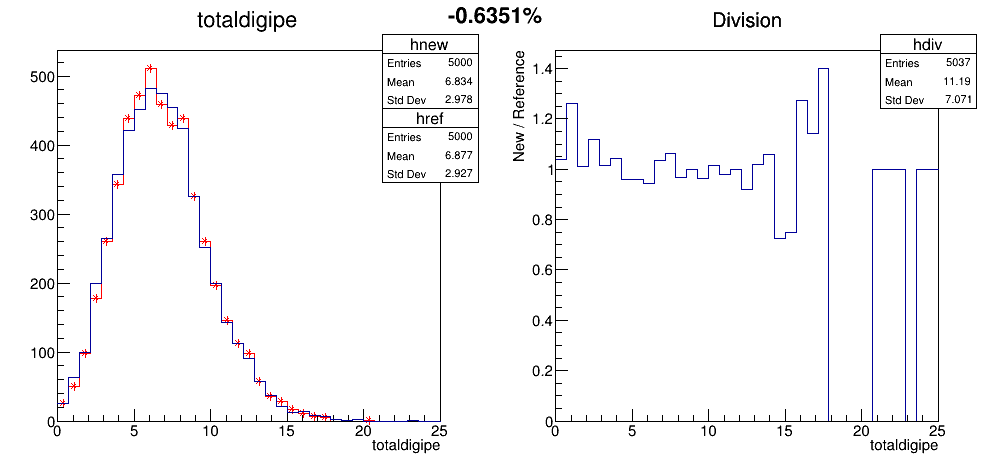 -0.6351%
totaldigipe
hnew
Entries 5000
Mean 6.834
Std Dev 2.978
href
Entries 5000
Mean 6.877
Std Dev 2.927
500
400
300
200
100
0
0 5 10 15 20 25
totaldigipe
Division
hdiv
Entries 5037
Mean 11.19
Std Dev 7.071
New / Reference
1.4
1.2
1
0.8
0.6
0.4
0.2
0
0 5 10 15 20 25
totaldigipe